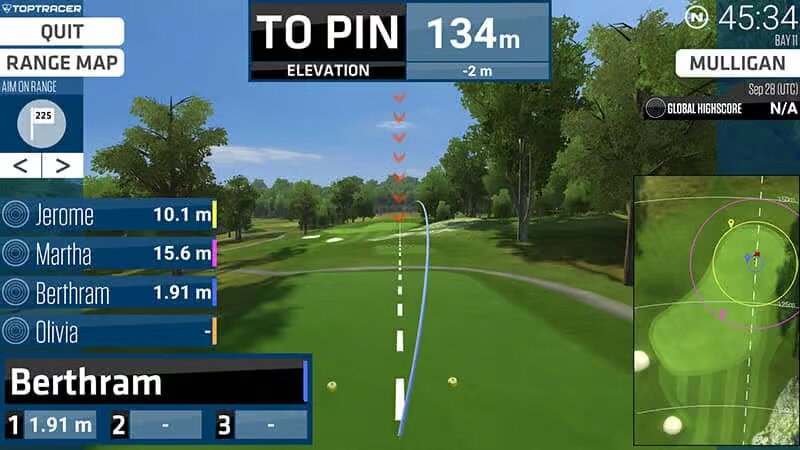 TOPTRACER
QUIT
RANGE MAP
AIM ON RANGE
225
< >
TO PIN 134m
ELEVATION -2 m
N 45:34
BAY 11
MULLIGAN
Sep 28 (UTC)
GLOBAL HIGHSCORE N/A
Jerome 10.1 m
Martha 15.6 m
Berthram 1.91 m
Olivia -
Berthram
1 1.91 m 2 - 3 -
150m
125m